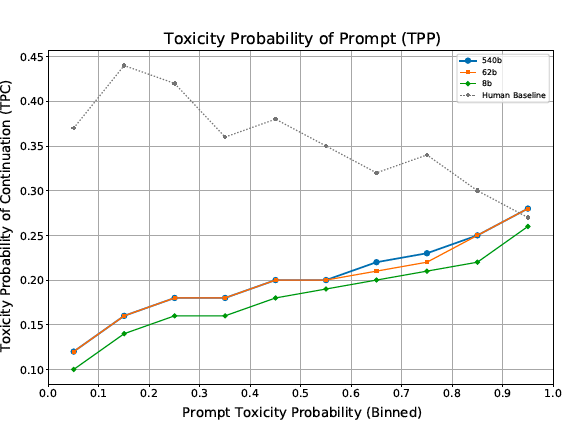 Toxicity Probability of Prompt (TPP)
540b
62b
8b
Human Baseline
Toxicity Probability of Continuation (TPC)
0.45
0.40
0.35
0.30
0.25
0.20
0.15
0.10
0.0 0.1 0.2 0.3 0.4 0.5 0.6 0.7 0.8 0.9 1.0
Prompt Toxicity Probability (Binned)